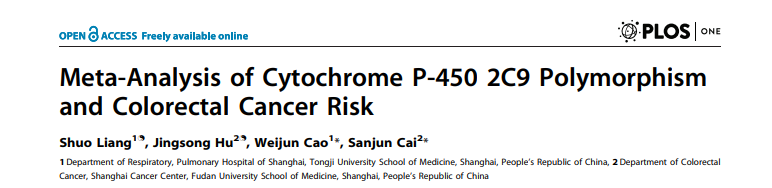 OPEN ACCESS Freely available online
PLOS ONE
Meta-Analysis of Cytochrome P-450 2C9 Polymorphism
and Colorectal Cancer Risk
Shuo Liang1◑, Jingsong Hu2◑, Weijun Cao1*, Sanjun Cai2*
1 Department of Respiratory, Pulmonary Hospital of Shanghai, Tongji University School of Medicine, Shanghai, People's Republic of China, 2 Department of Colorectal
Cancer, Shanghai Cancer Center, Fudan University School of Medicine, Shanghai, People's Republic of China